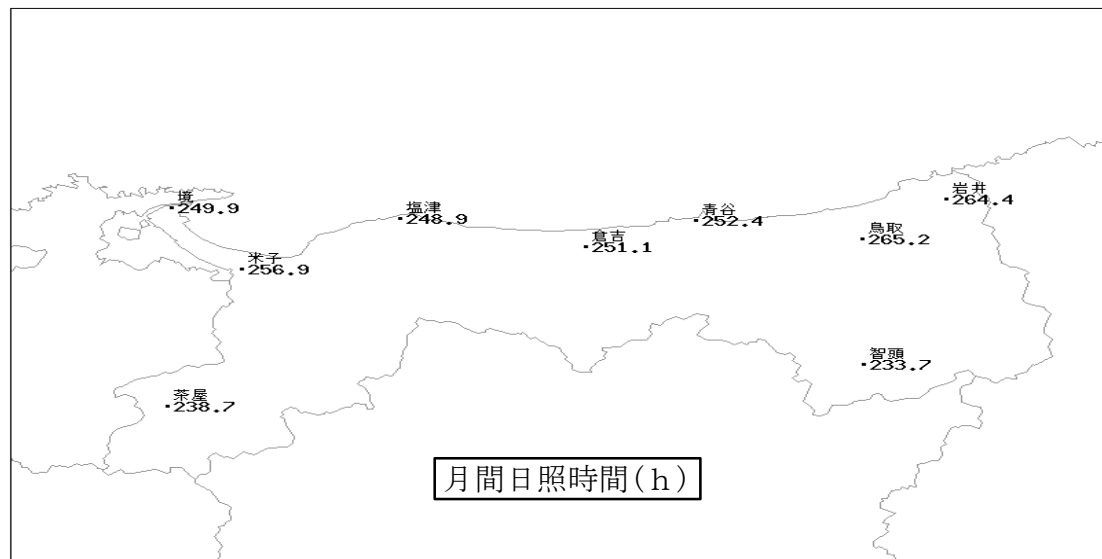 岩井
・264.4
境
・249.9
塩津
・248.9
青谷
・252.4
鳥取
・265.2
倉吉
・251.1
米子
・256.9
智頭
・233.7
茶屋
・238.7
月間日照時間(h)